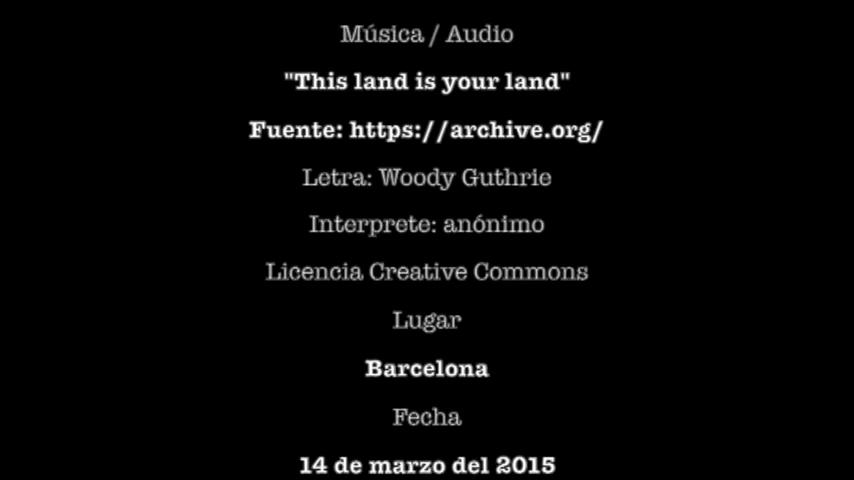 Música / Audio
"This land is your land"
Fuente: https://archive.org/
Letra: Woody Guthrie
Interprete: anónimo
Licencia Creative Commons
Lugar
Barcelona
Fecha
14 de marzo del 2015